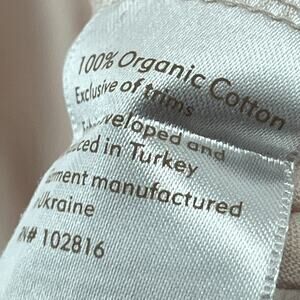 100% Organic Cotton
Exclusive of trims
and
in Turkey
manufactured
Ukraine
102816